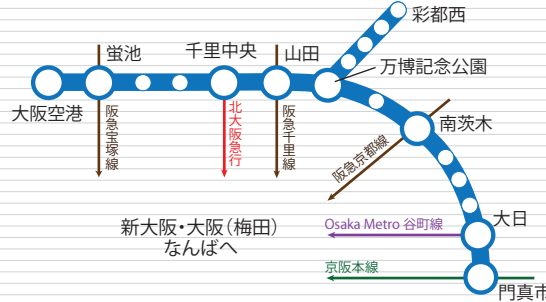 彩都西
蛍池
千里中央
山田
万博記念公園
大阪空港
阪急宝塚線
北大阪急行
阪急千里線
南茨木
阪急京都線
新大阪・大阪（梅田）
なんばへ
Osaka Metro 谷町線
大日
京阪本線
門真市